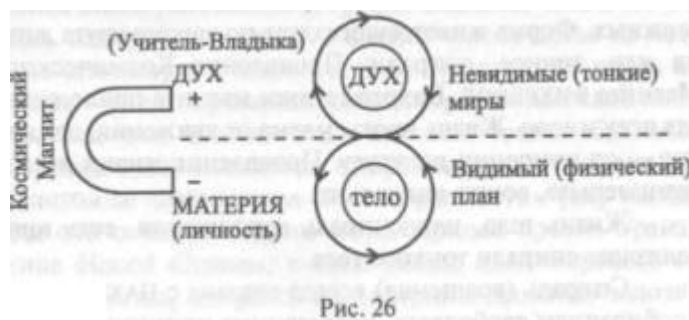 (Учитель-Владыка)
ДУХ
+
Космический
Магнит
–
МАТЕРИЯ
(личность)
ДУХ
Невидимые (тонкие)
миры
тело
Видимый (физический)
план
Рис. 26